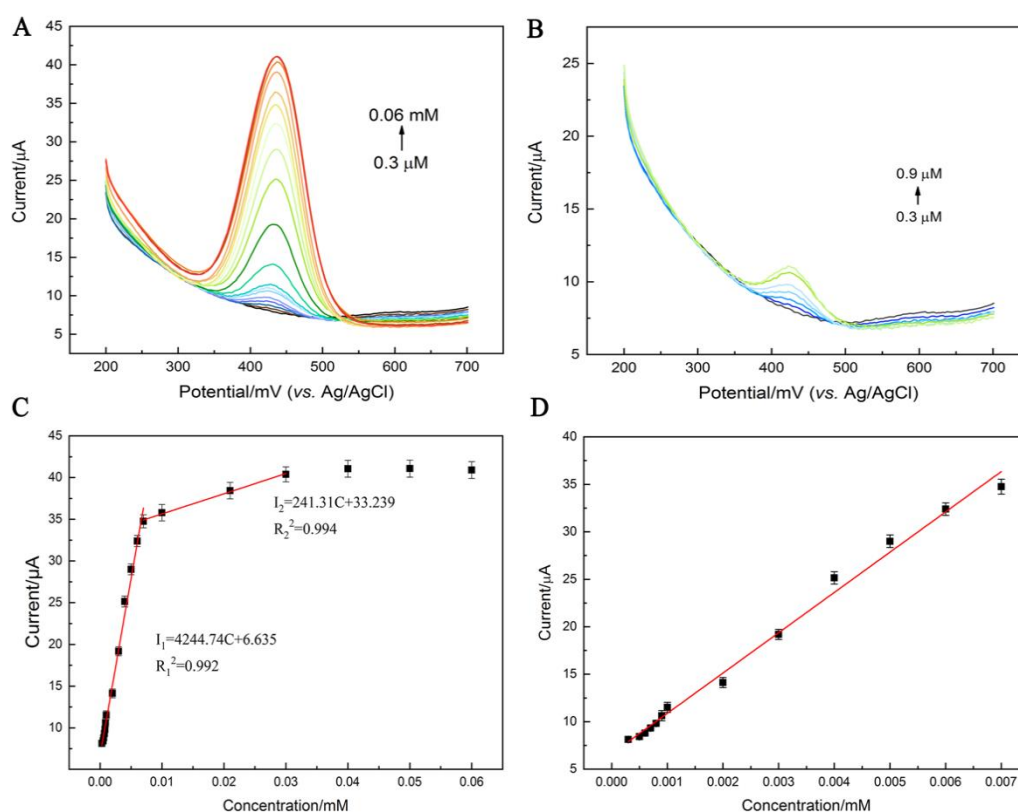 A
45
40
35
30
25
20
15
10
5
Current/μA
0.06 mM
0.3 μM
200 300 400 500 600 700
Potential/mV (vs. Ag/AgCl)
B
25
20
15
10
5
Current/μA
0.9 μM
0.3 μM
200 300 400 500 600 700
Potential/mV (vs. Ag/AgCl)
C
45
40
35
30
25
20
15
10
5
Current/μA
I₂=241.31C+33.239
R₂²=0.994
I₁=4244.74C+6.635
R₁²=0.992
0.00 0.01 0.02 0.03 0.04 0.05 0.06
Concentration/mM
D
40
35
30
25
20
15
10
5
Current/μA
0.000 0.001 0.002 0.003 0.004 0.005 0.006 0.007
Concentration/mM